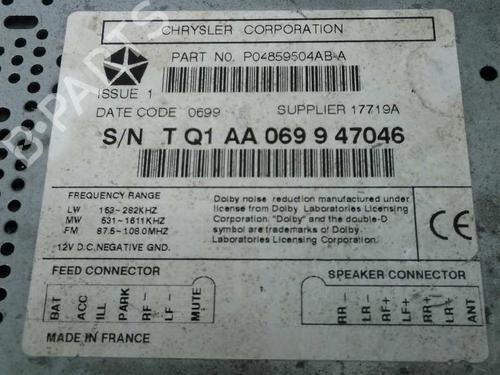 CHRYSLER CORPORATION
PART NO. P04859504AB-A
ISSUE 1
DATE CODE 0699 SUPPLIER 17719A
S/N T Q1 AA 069 9 47046
FREQUENCY RANGE
LW 153-282KHZ
MW 531-1611KHZ
FM 87.5-108.0MHZ
12V D.C, NEGATIVE GND.
Dolby noise reduction manufactured under
license from Dolby Laboratories Licensing
Corporation. "Dolby" and the double-D
symbol are trademarks of Dolby
Laboratories Licensing Corporation.
CE
FEED CONNECTOR
BAT ACC ILL PARK RF- LF- MUTE
SPEAKER CONNECTOR
RR- LR- RF+ LF+ RR+ LR+ ANT
MADE IN FRANCE
B-PARTS